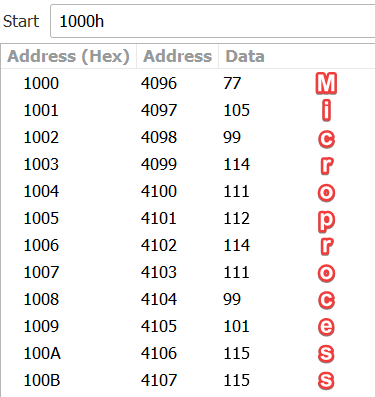 Start 1000h
Address (Hex) Address Data
1000 4096 77 M
1001 4097 105 i
1002 4098 99 c
1003 4099 114 r
1004 4100 111 o
1005 4101 112 p
1006 4102 114 r
1007 4103 111 o
1008 4104 99 c
1009 4105 101 e
100A 4106 115 s
100B 4107 115 s